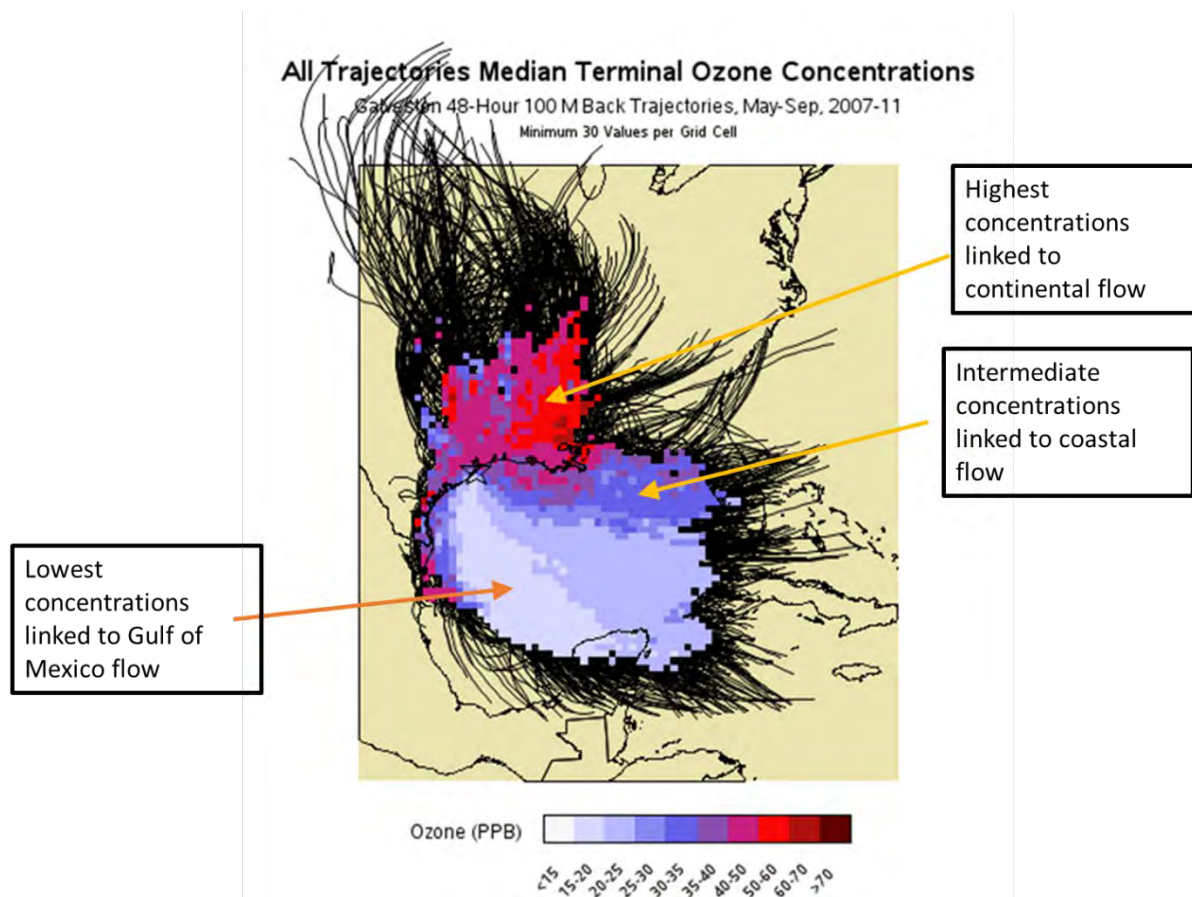 All Trajectories Median Terminal Ozone Concentrations
Galveston 48-Hour 100 M Back Trajectories, May-Sep, 2007-11
Minimum 30 Values per Grid Cell
Highest
concentrations
linked to
continental flow
Intermediate
concentrations
linked to coastal
flow
Lowest
concentrations
linked to Gulf of
Mexico flow
Ozone (PPB)
<15
15-20
20-25
25-30
30-35
35-40
40-50
50-60
60-70
>70